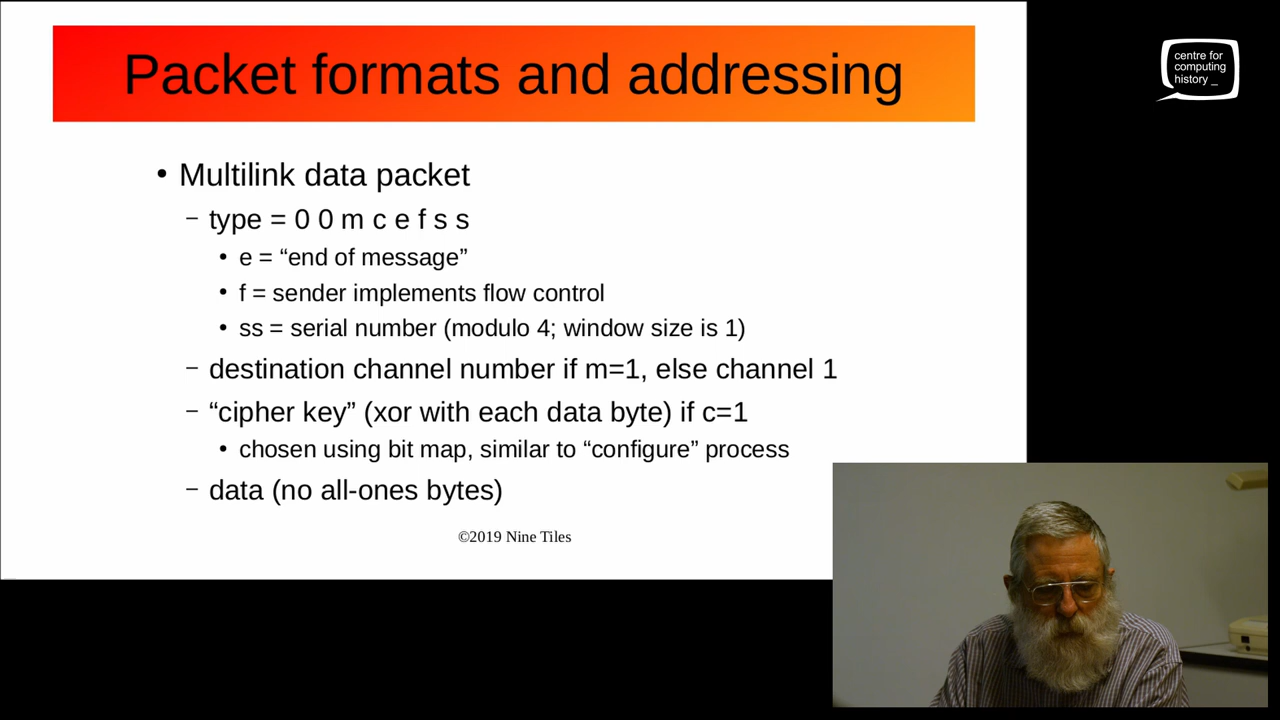 Packet formats and addressing
centre for
computing
history _
• Multilink data packet
– type = 0 0 m c e f s s
• e = “end of message”
• f = sender implements flow control
• ss = serial number (modulo 4; window size is 1)
– destination channel number if m=1, else channel 1
– “cipher key” (xor with each data byte) if c=1
• chosen using bit map, similar to “configure” process
– data (no all-ones bytes)
©2019 Nine Tiles